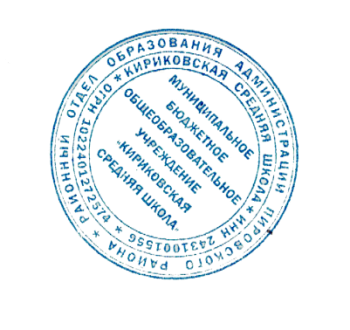 РАЙОННЫЙ ОТДЕЛ ОБРАЗОВАНИЯ АДМИНИСТРАЦИИ ПИРОВСКОГО РАЙОНА *
* КИРИКОВСКАЯ СРЕДНЯЯ ШКОЛА * ИНН 2431001556 * ОГРН 1022401272574
МУНИЦИПАЛЬНОЕ
БЮДЖЕТНОЕ
ОБЩЕОБРАЗОВАТЕЛЬНОЕ
УЧРЕЖДЕНИЕ
"КИРИКОВСКАЯ
СРЕДНЯЯ ШКОЛА"